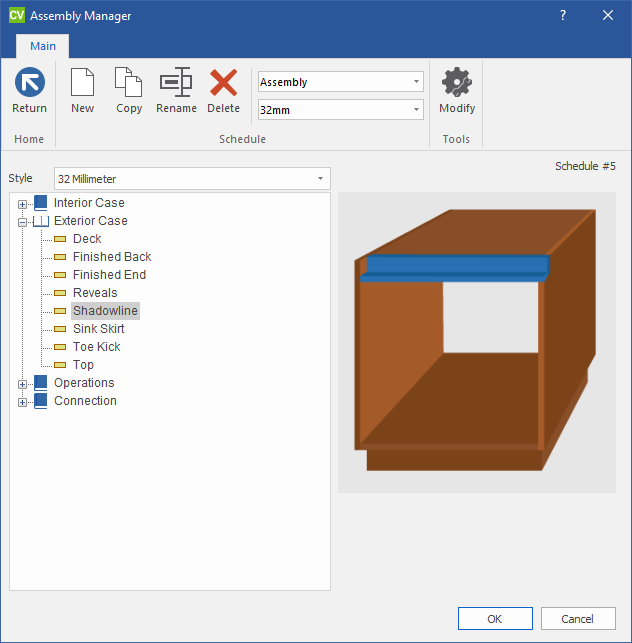 CV Assembly Manager ?
Main
Return New Copy Rename Delete Assembly 32mm Modify
Home Schedule Tools
Style 32 Millimeter
Schedule #5
Interior Case
Exterior Case
Deck
Finished Back
Finished End
Reveals
Shadowline
Sink Skirt
Toe Kick
Top
Operations
Connection
OK Cancel